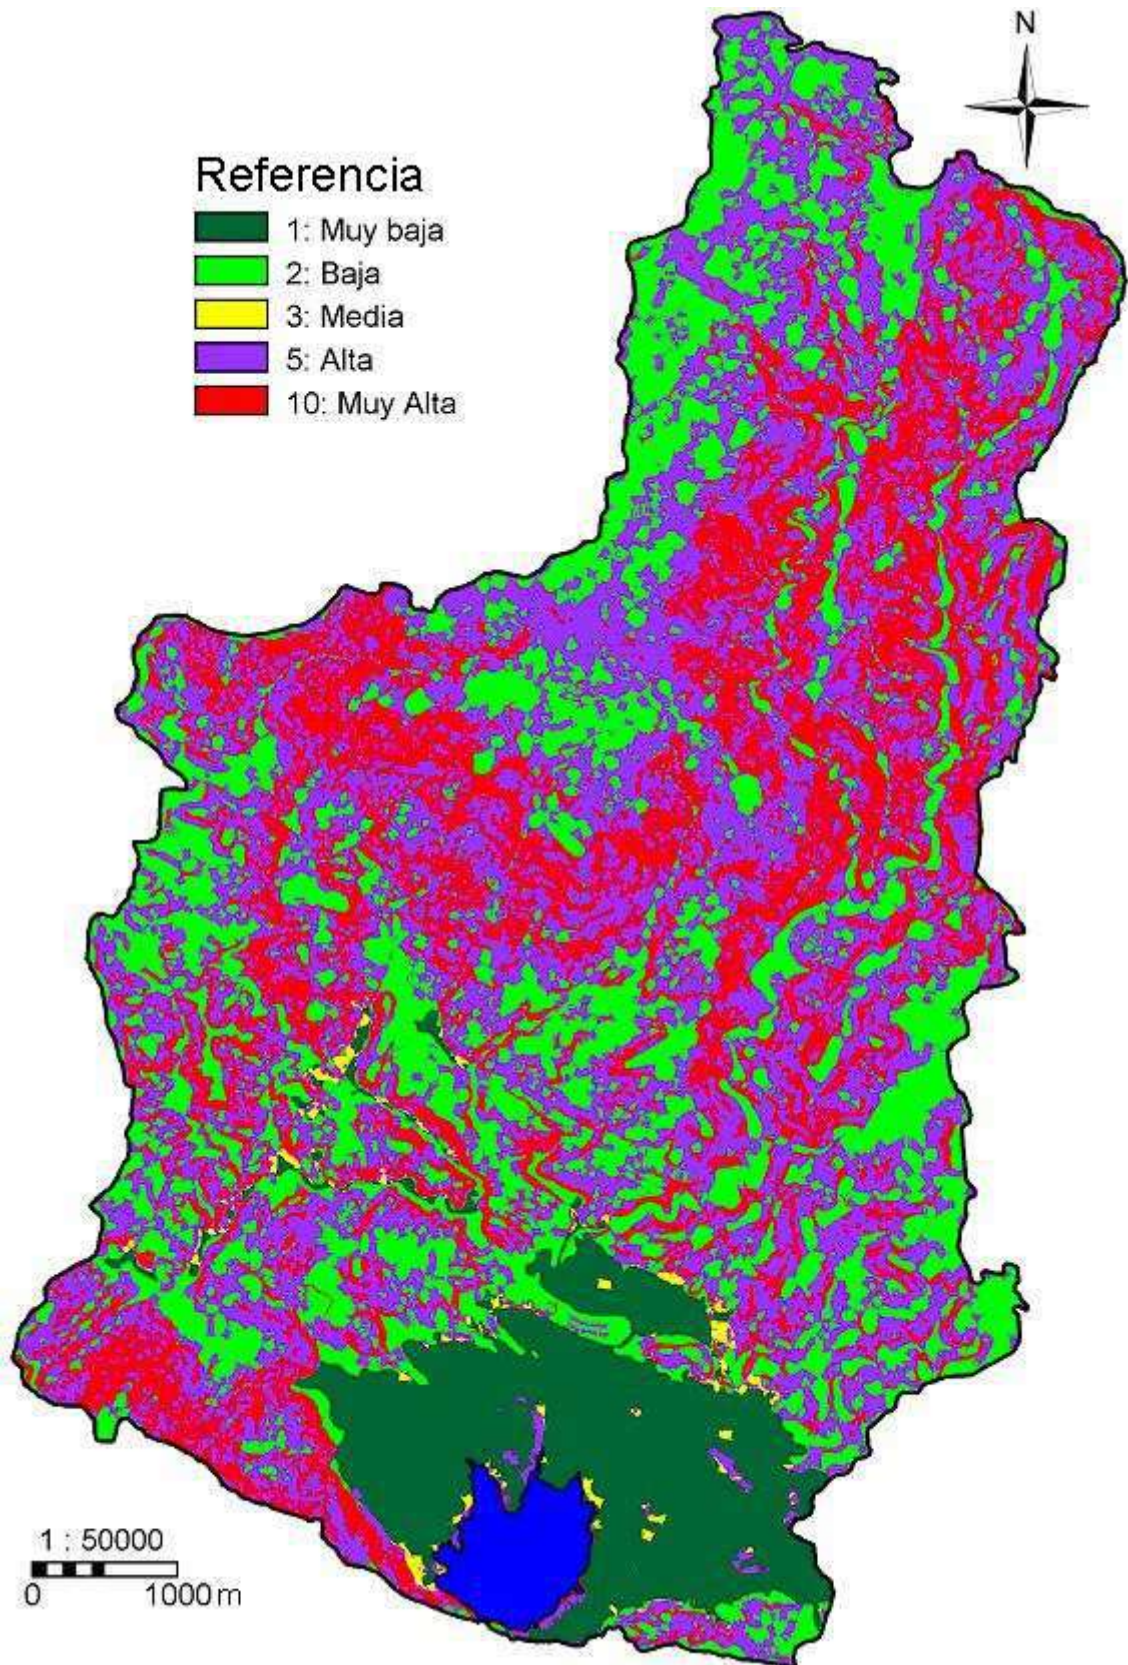 N
Referencia
1: Muy baja
2: Baja
3: Media
5: Alta
10: Muy Alta
1 : 50000
0 1000 m